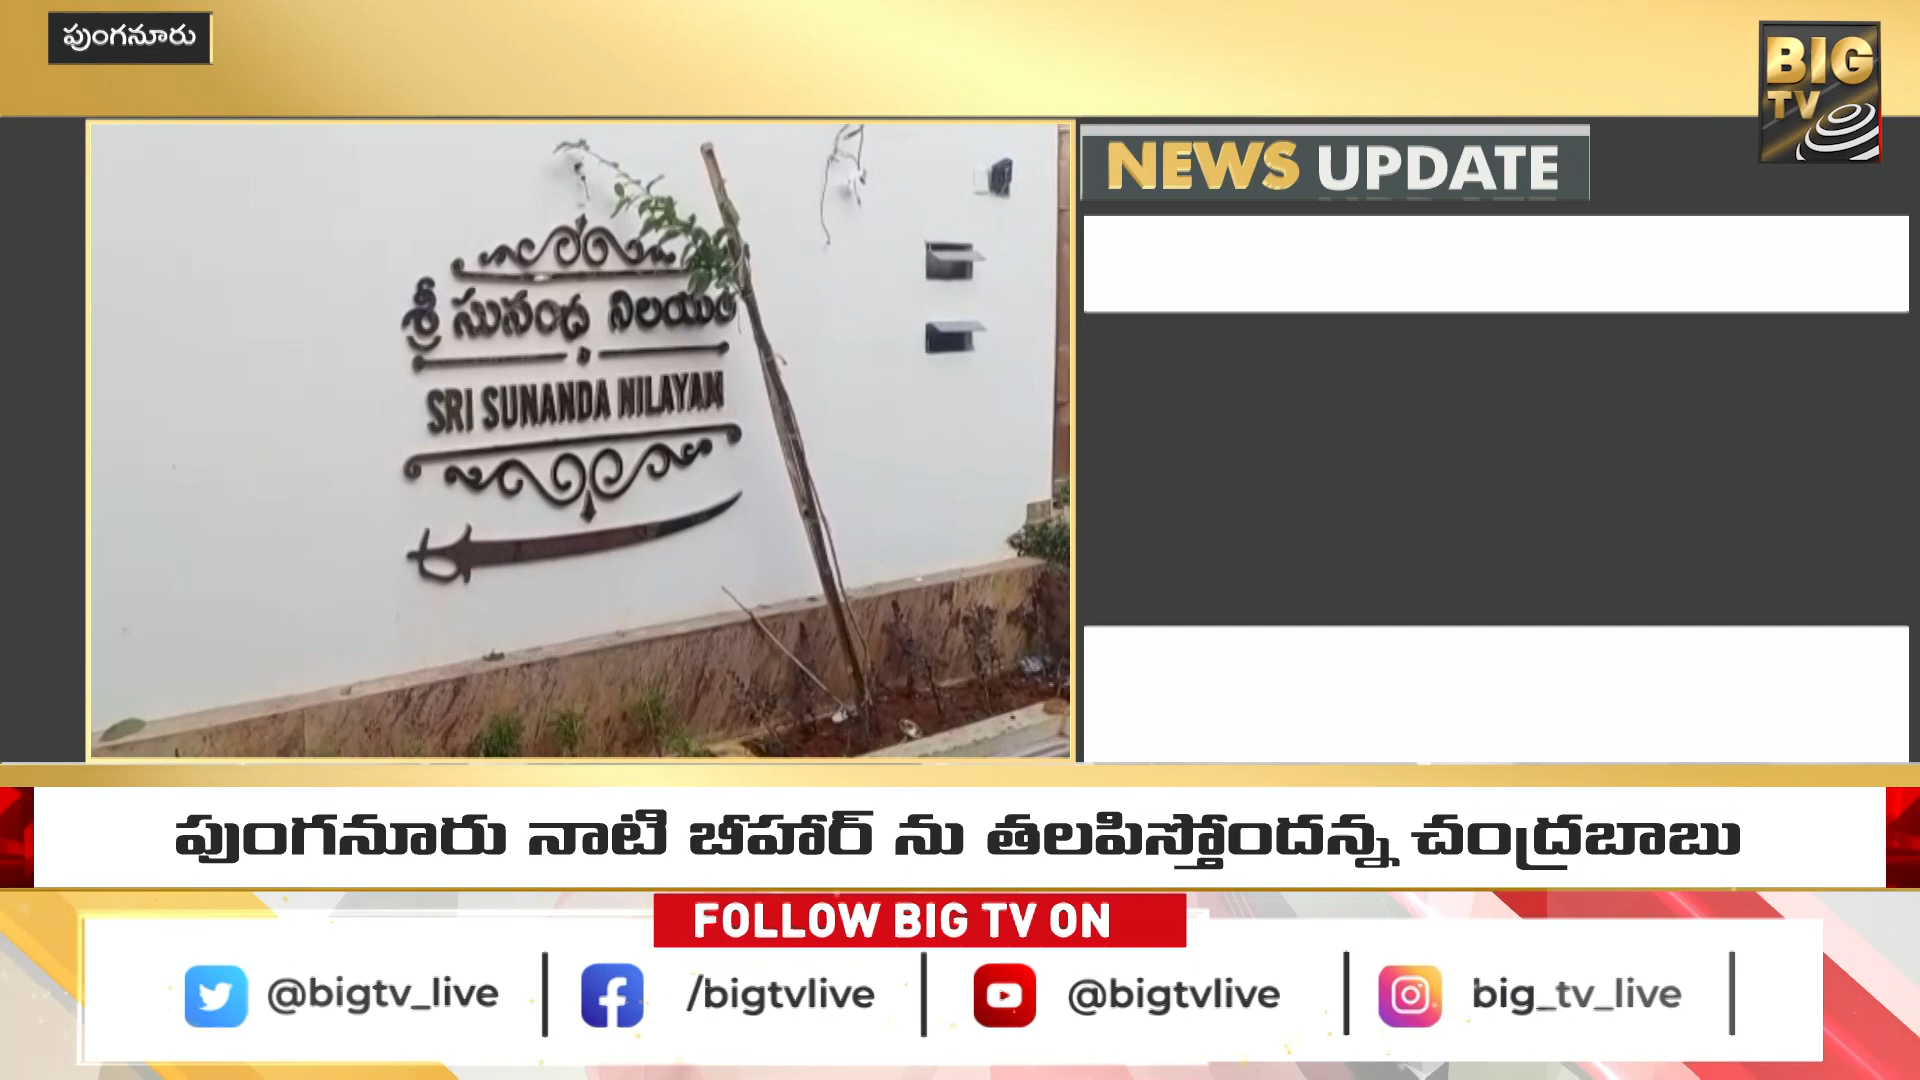 పుంగనూరు
BIG
TV
NEWS UPDATE
శ్రీ సునంద నిలయం
SRI SUNANDA NILAYAM
పుంగనూరు నాటి బీహార్ ను తలపిస్తోందన్న చంద్రబాబు
FOLLOW BIG TV ON
@bigtv_live
/bigtvlive
@bigtvlive
big_tv_live